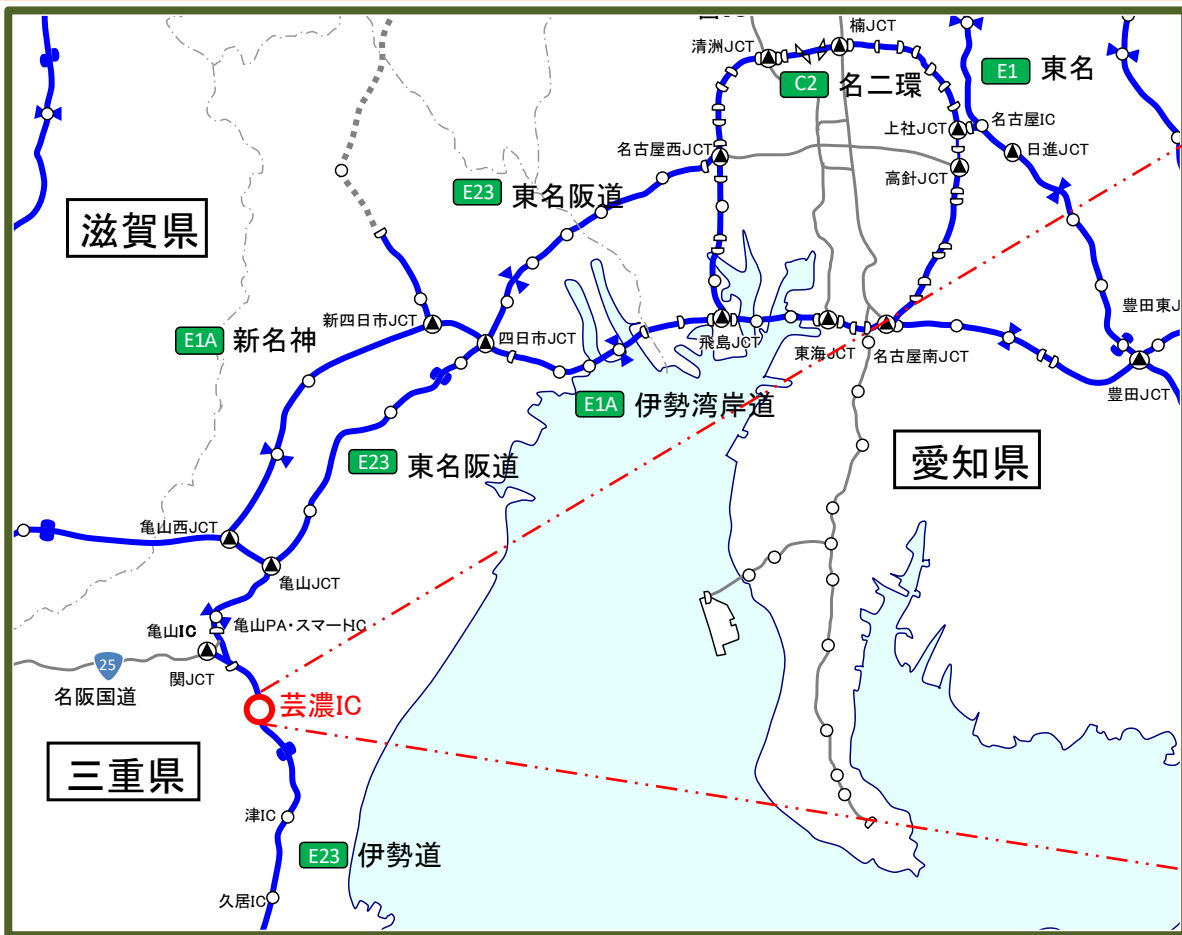 楠JCT
清洲JCT
E1 東名
C2 名二環
名古屋IC
上社JCT
日進JCT
名古屋西JCT
高針JCT
E23 東名阪道
滋賀県
豊田東J
新四日市JCT
E1A 新名神
四日市JCT
飛島JCT
東海JCT
名古屋南JCT
豊田JCT
E1A 伊勢湾岸道
E23 東名阪道
愛知県
亀山西JCT
亀山JCT
亀山PA・スマートIC
亀山IC
関JCT
25
名阪国道
芸濃IC
三重県
津IC
E23 伊勢道
久居IC